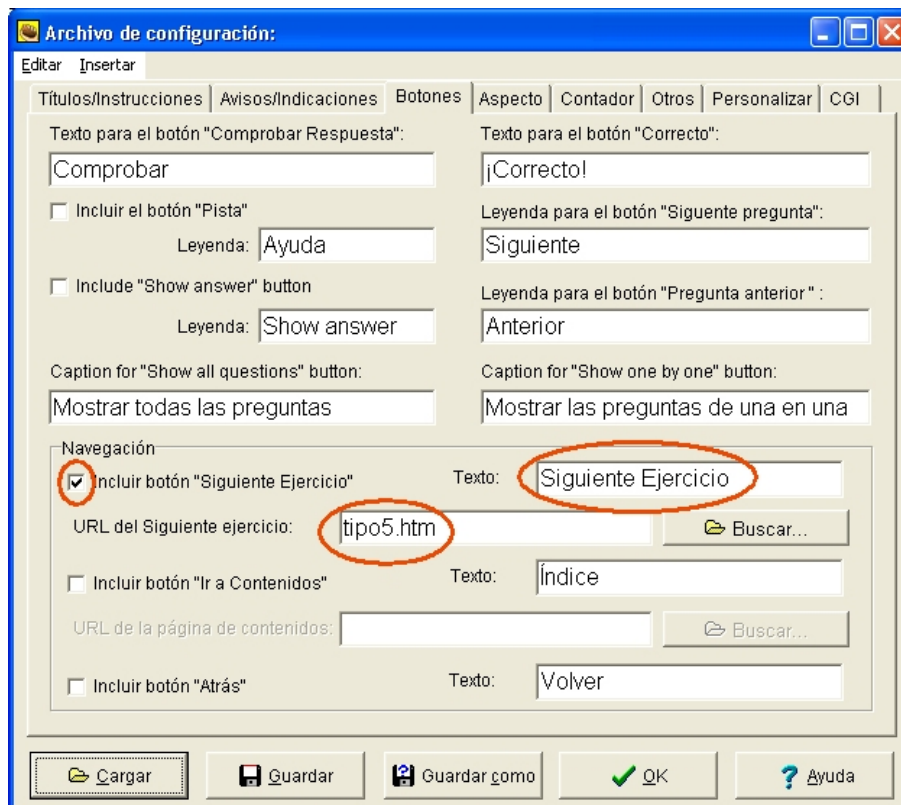 Archivo de configuración:
Editar Insertar
Títulos/Instrucciones Avisos/Indicaciones Botones Aspecto Contador Otros Personalizar CGI
Texto para el botón "Comprobar Respuesta":
Comprobar
Texto para el botón "Correcto":
¡Correcto!
Incluir el botón "Pista"
Leyenda: Ayuda
Leyenda para el botón "Siguente pregunta":
Siguiente
Include "Show answer" button
Leyenda: Show answer
Leyenda para el botón "Pregunta anterior" :
Anterior
Caption for "Show all questions" button:
Mostrar todas las preguntas
Caption for "Show one by one" button:
Mostrar las preguntas de una en una
Navegación
Incluir botón "Siguiente Ejercicio" Texto: Siguiente Ejercicio
URL del Siguiente ejercicio: tipo5.htm Buscar...
Incluir botón "Ir a Contenidos" Texto: Índice
URL de la página de contenidos: Buscar...
Incluir botón "Atrás" Texto: Volver
Cargar Guardar Guardar como OK Ayuda